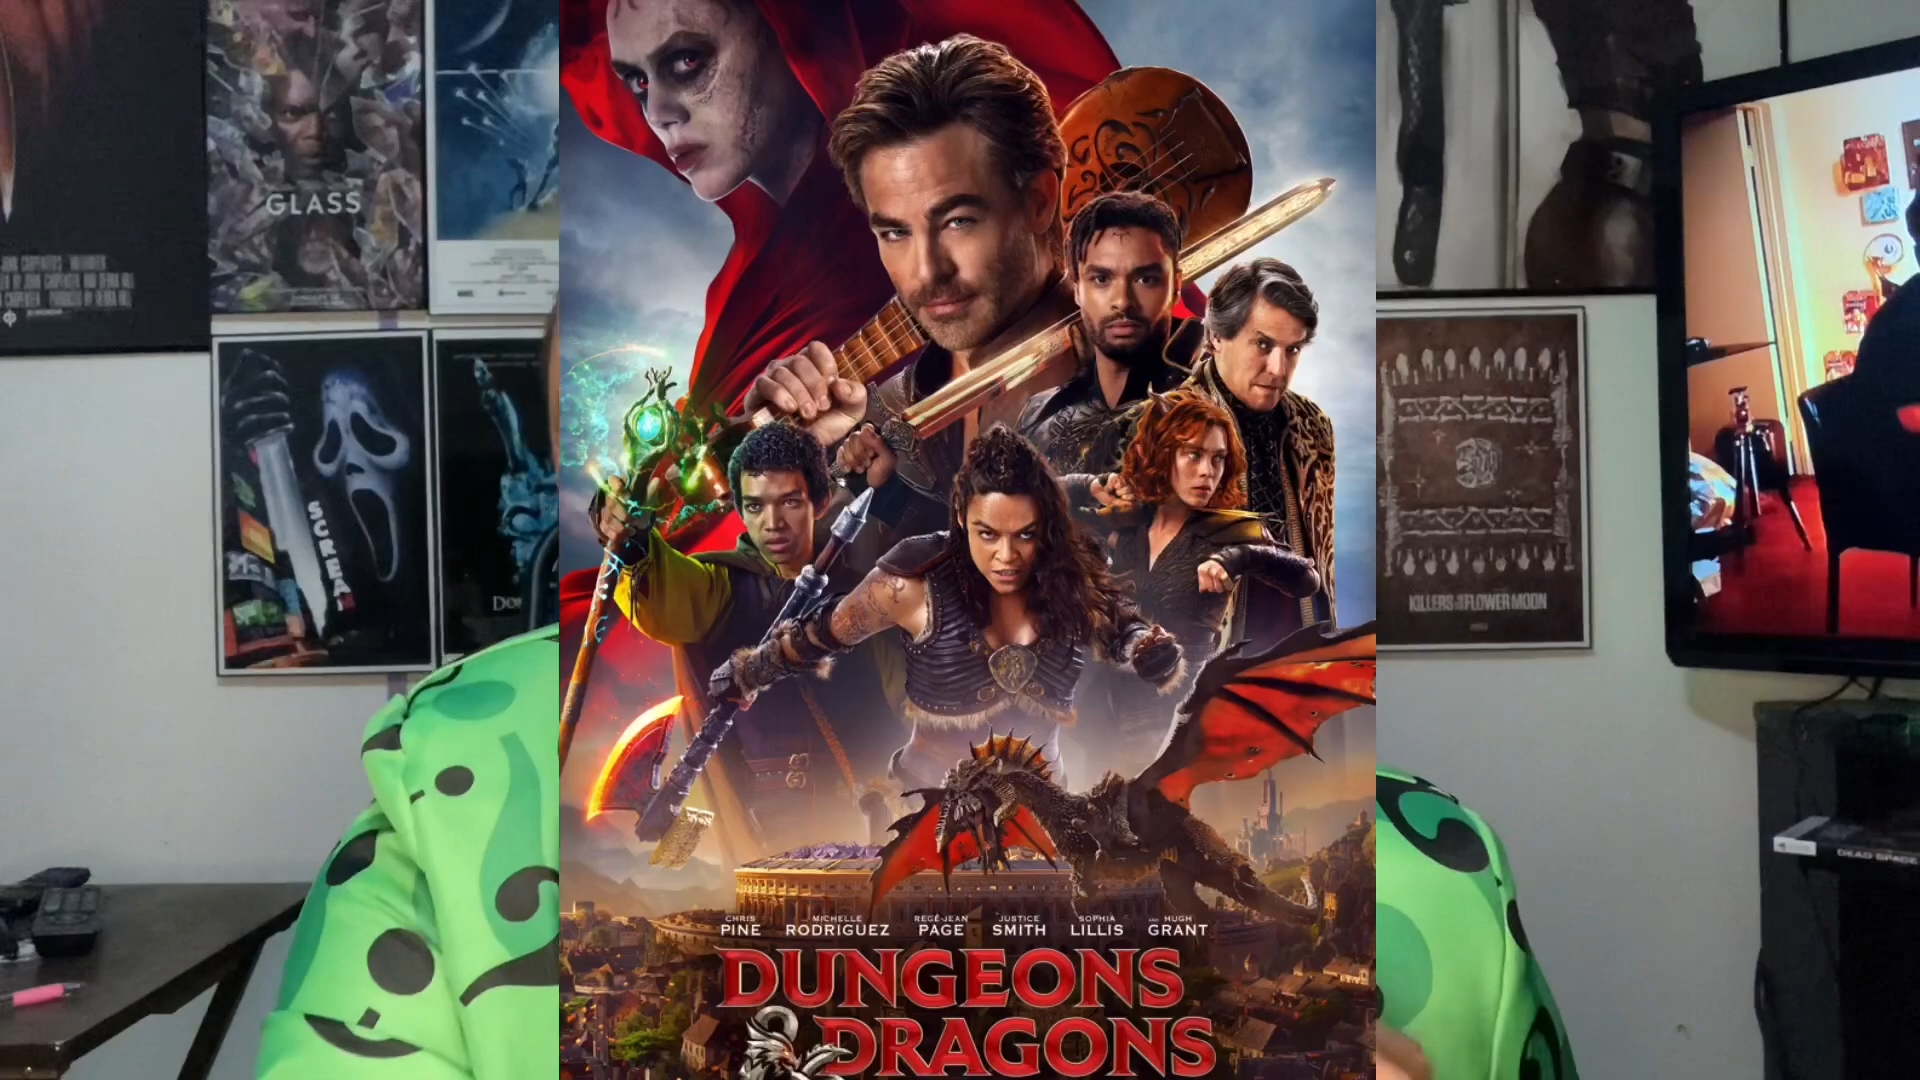 GLASS
SCREAM
KILLERS OF THE FLOWER MOON
DEAD SPACE
CHRIS PINE
MICHELLE RODRIGUEZ
REGÉ-JEAN PAGE
JUSTICE SMITH
SOPHIA LILLIS
AND HUGH GRANT
DUNGEONS
& DRAGONS